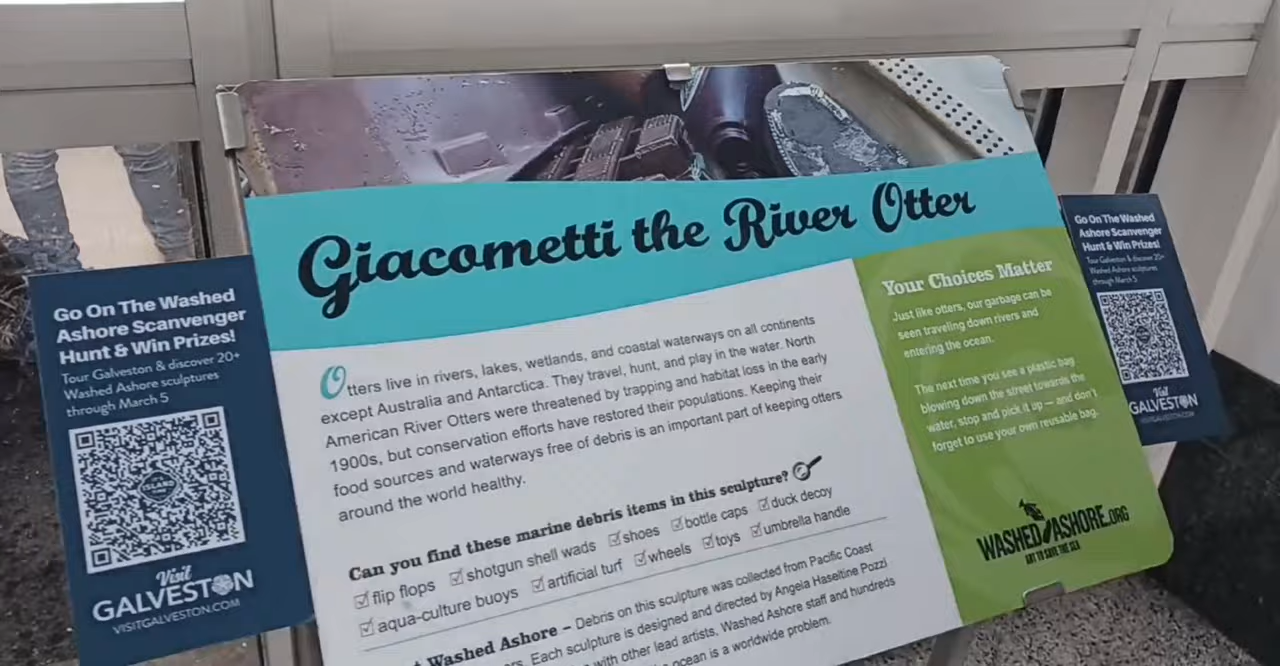 Giacometti the River Otter
Otters live in rivers, lakes, wetlands, and coastal waterways on all continents
except Australia and Antarctica. They travel, hunt, and play in the water. North
American River Otters were threatened by trapping and habitat loss in the early
1900s, but conservation efforts have restored their populations. Keeping their
food sources and waterways free of debris is an important part of keeping otters
around the world healthy.
Can you find these marine debris items in this sculpture?
☑ flip flops ☑ shotgun shell wads ☑ shoes ☑ bottle caps ☑ duck decoy
☑ aqua-culture buoys ☑ artificial turf ☑ wheels ☑ toys ☑ umbrella handle
Washed Ashore – Debris on this sculpture was collected from Pacific Coast
Each sculpture is designed and directed by Angela Haseltine Pozzi
with other lead artists, Washed Ashore staff and hundreds
ocean is a worldwide problem.
Your Choices Matter
Just like otters, our garbage can be
seen traveling down rivers and
entering the ocean.
The next time you see a plastic bag
blowing down the street towards the
water, stop and pick it up — and don't
forget to use your own reusable bag.
WASHED ASHORE.ORG
ART TO SAVE THE SEA
Go On The Washed
Ashore Scanvenger
Hunt & Win Prizes!
Tour Galveston & discover 20+
Washed Ashore sculptures
through March 5
Visit
GALVESTON
VISITGALVESTON.COM
Go On The Washed
Ashore Scanvenger
Hunt & Win Prizes!
Tour Galveston & discover 20+
Washed Ashore sculptures
through March 5
Visit
GALVESTON